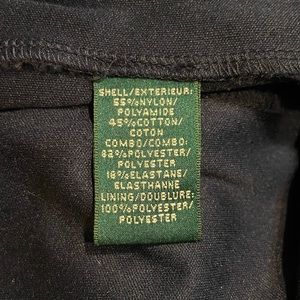 SHELL/EXTERIEUR:
55%NYLON/
POLYAMIDE
45%COTTON/
COTON
COMBO/COMBO:
82%POLYESTER/
POLYESTER
18%ELASTANE/
ELASTHANNE
LINING/DOUBLURE:
100%POLYESTER/
POLYESTER